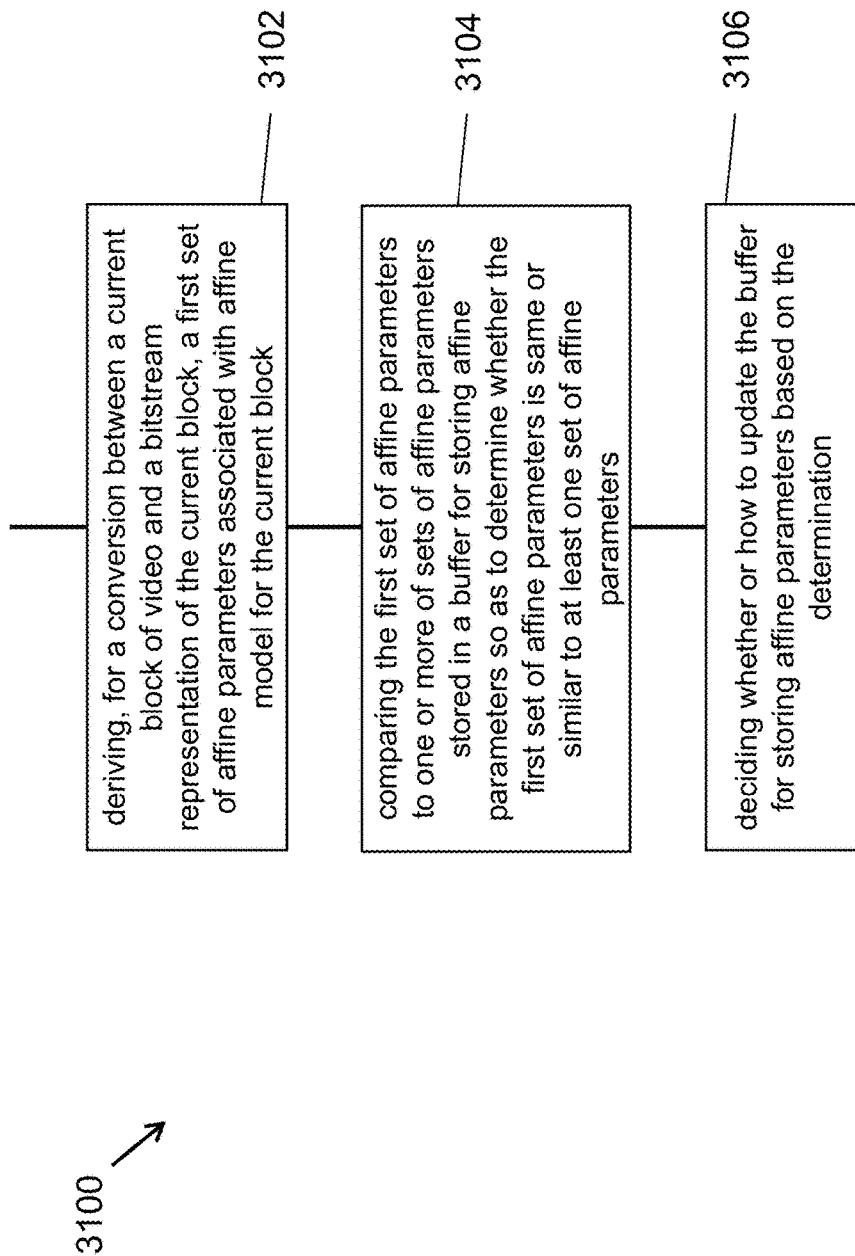 3100
deriving, for a conversion between a current
block of video and a bitstream
representation of the current block, a first set
of affine parameters associated with affine
model for the current block
3102
comparing the first set of affine parameters
to one or more of sets of affine parameters
stored in a buffer for storing affine
parameters so as to determine whether the
first set of affine parameters is same or
similar to at least one set of affine
parameters
3104
deciding whether or how to update the buffer
for storing affine parameters based on the
determination
3106